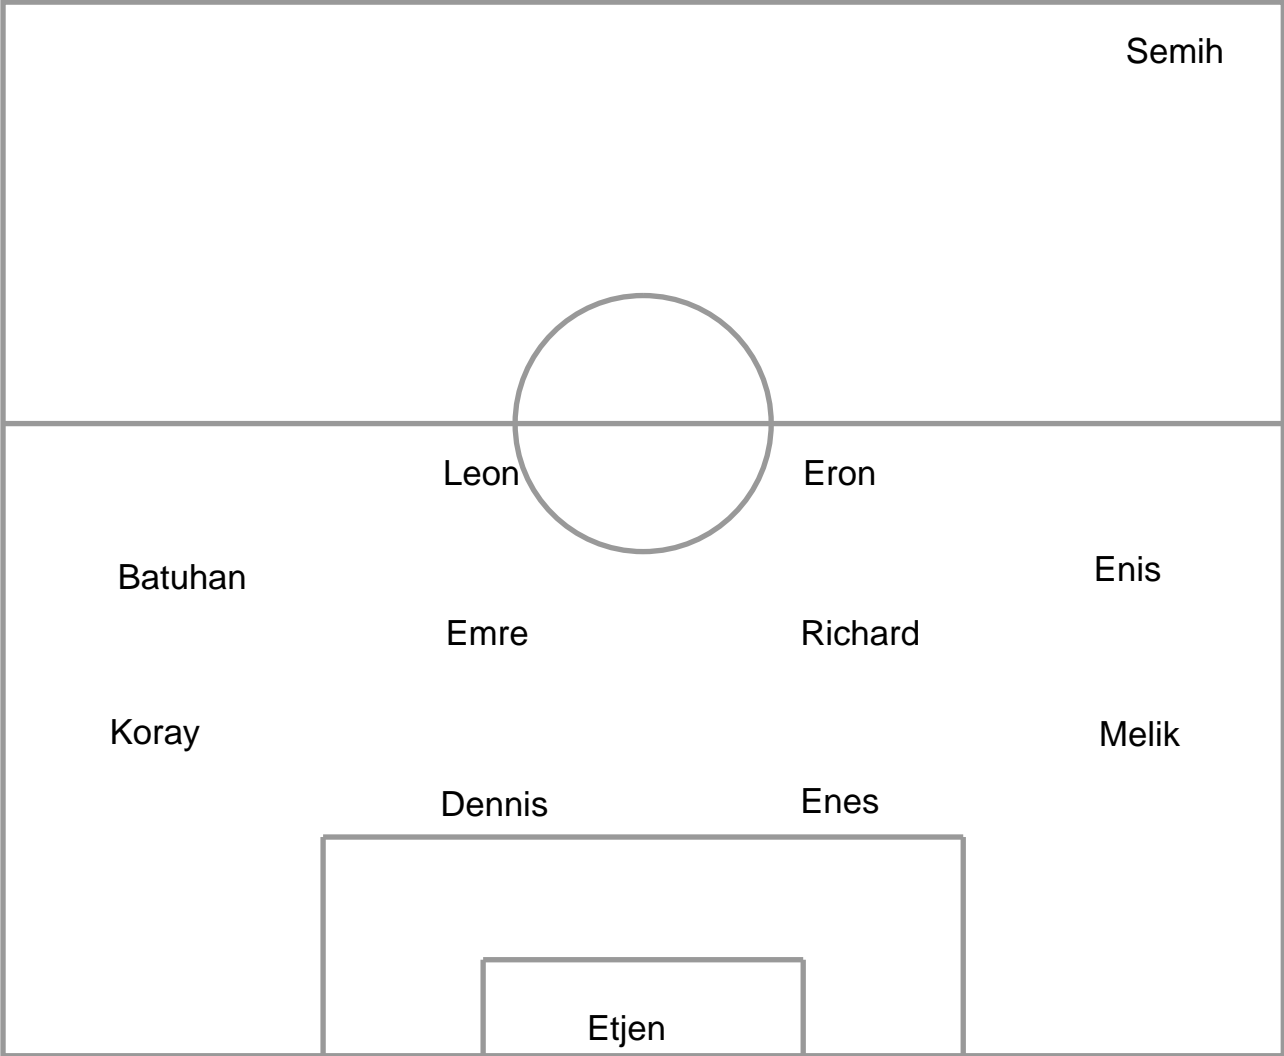 Semih
Leon
Eron
Batuhan
Enis
Emre
Richard
Koray
Melik
Dennis
Enes
Etjen